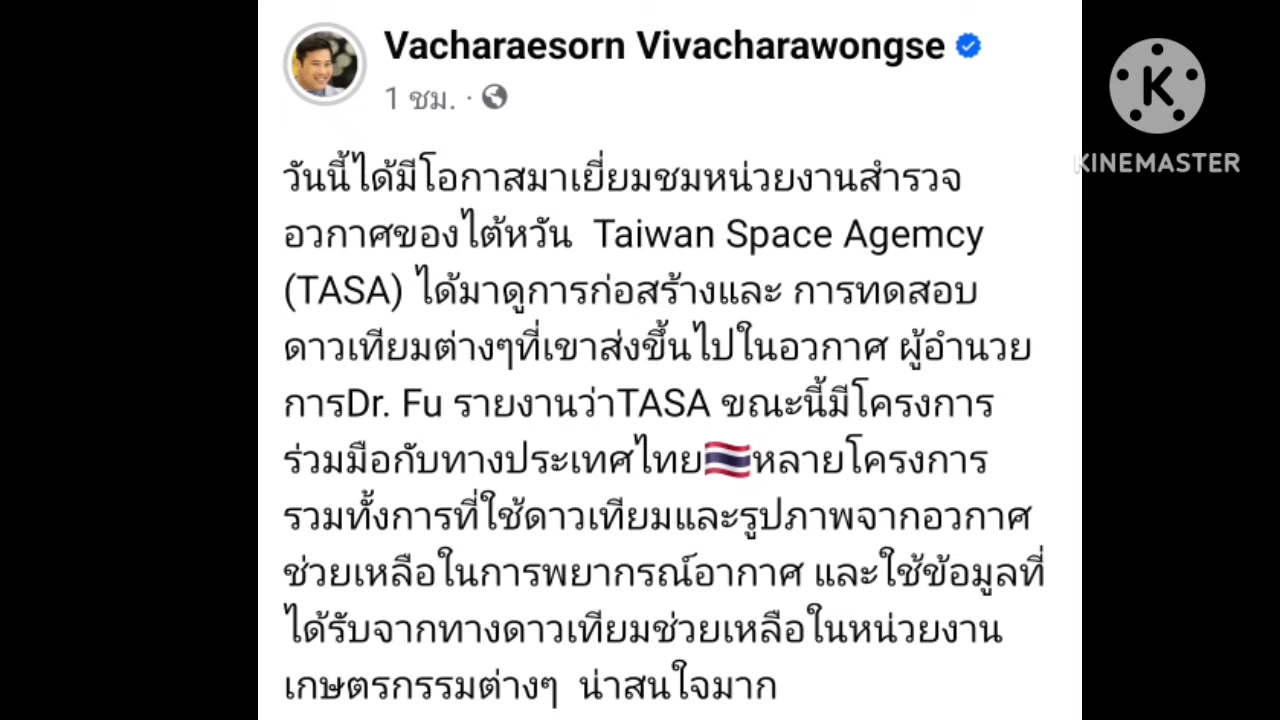 Vacharaesorn Vivacharawongse
1 ชม. ·
K
KINEMASTER
วันนี้ได้มีโอกาสมาเยี่ยมชมหน่วยงานสำรวจ
อวกาศของไต้หวัน Taiwan Space Agemcy
(TASA) ได้มาดูการก่อสร้างและ การทดสอบ
ดาวเทียมต่างๆที่เขาส่งขึ้นไปในอวกาศ ผู้อำนวย
การDr. Fu รายงานว่าTASA ขณะนี้มีโครงการ
ร่วมมือกับทางประเทศไทย🇹🇭หลายโครงการ
รวมทั้งการที่ใช้ดาวเทียมและรูปภาพจากอวกาศ
ช่วยเหลือในการพยากรณ์อากาศ และใช้ข้อมูลที่
ได้รับจากทางดาวเทียมช่วยเหลือในหน่วยงาน
เกษตรกรรมต่างๆ น่าสนใจมาก